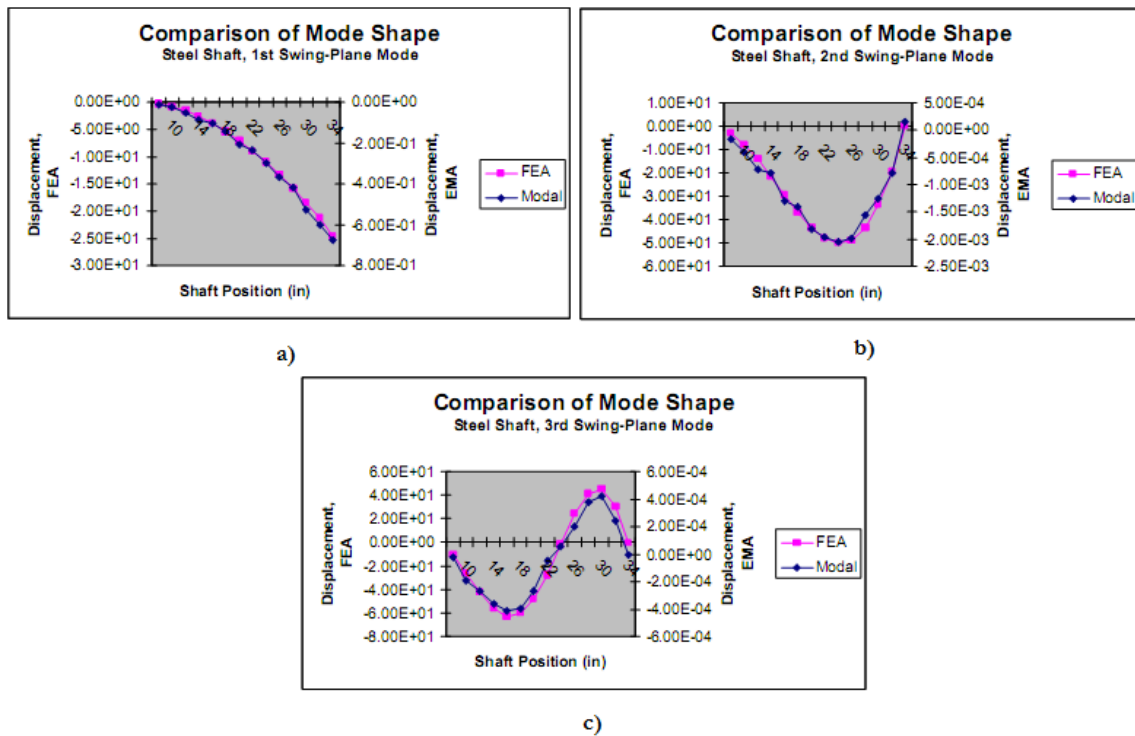 Comparison of Mode Shape
Steel Shaft, 1st Swing-Plane Mode
0.00E+00
-5.00E+00
-1.00E+01
-1.50E+01
-2.00E+01
-2.50E+01
-3.00E+01
Displacement,
FEA
10 14 18 22 26 30 34
0.00E+00
-2.00E-01
-4.00E-01
-6.00E-01
-8.00E-01
Displacement,
EMA
FEA
Modal
Shaft Position (in)
a)
Comparison of Mode Shape
Steel Shaft, 2nd Swing-Plane Mode
1.00E+01
0.00E+00
-1.00E+01
-2.00E+01
-3.00E+01
-4.00E+01
-5.00E+01
-6.00E+01
Displacement,
FEA
10 14 18 22 26 30 34
5.00E-04
0.00E+00
-5.00E-04
-1.00E-03
-1.50E-03
-2.00E-03
-2.50E-03
Displacement,
EMA
FEA
Modal
Shaft Position (in)
b)
Comparison of Mode Shape
Steel Shaft, 3rd Swing-Plane Mode
6.00E+01
4.00E+01
2.00E+01
0.00E+00
-2.00E+01
-4.00E+01
-6.00E+01
-8.00E+01
Displacement,
FEA
10 14 18 22 26 30 34
6.00E-04
4.00E-04
2.00E-04
0.00E+00
-2.00E-04
-4.00E-04
-6.00E-04
Displacement,
EMA
FEA
Modal
Shaft Position (in)
c)